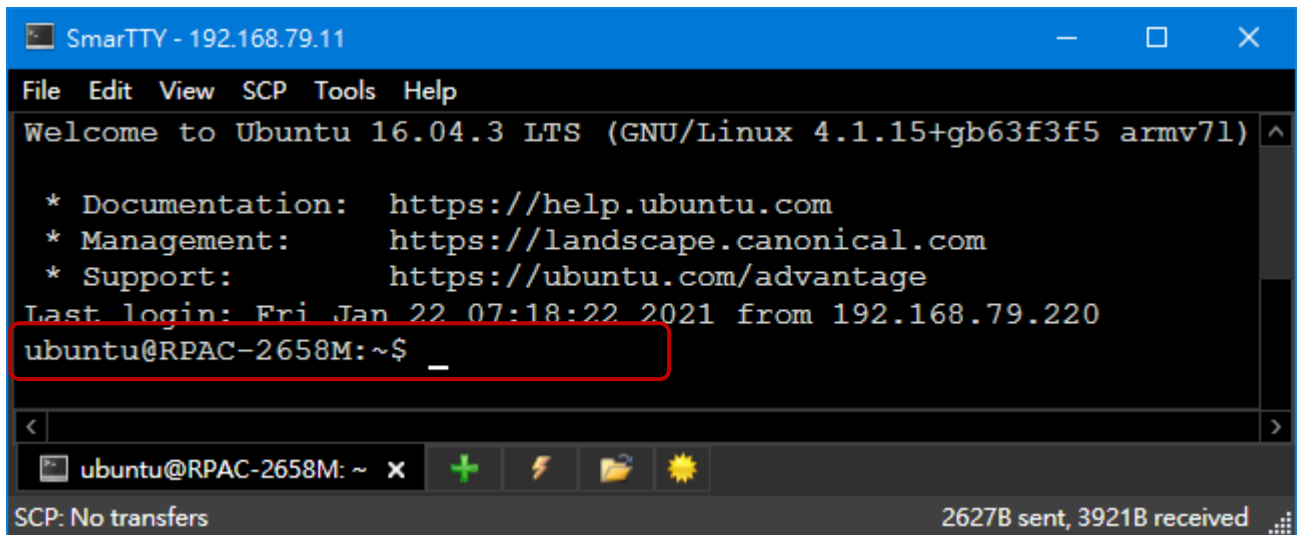 SmarTTY - 192.168.79.11
File Edit View SCP Tools Help
Welcome to Ubuntu 16.04.3 LTS (GNU/Linux 4.1.15+gb63f3f5 armv7l)
* Documentation: https://help.ubuntu.com
* Management: https://landscape.canonical.com
* Support: https://ubuntu.com/advantage
Last login: Fri Jan 22 07:18:22 2021 from 192.168.79.220
ubuntu@RPAC-2658M:~$ _
ubuntu@RPAC-2658M: ~
SCP: No transfers 2627B sent, 3921B received